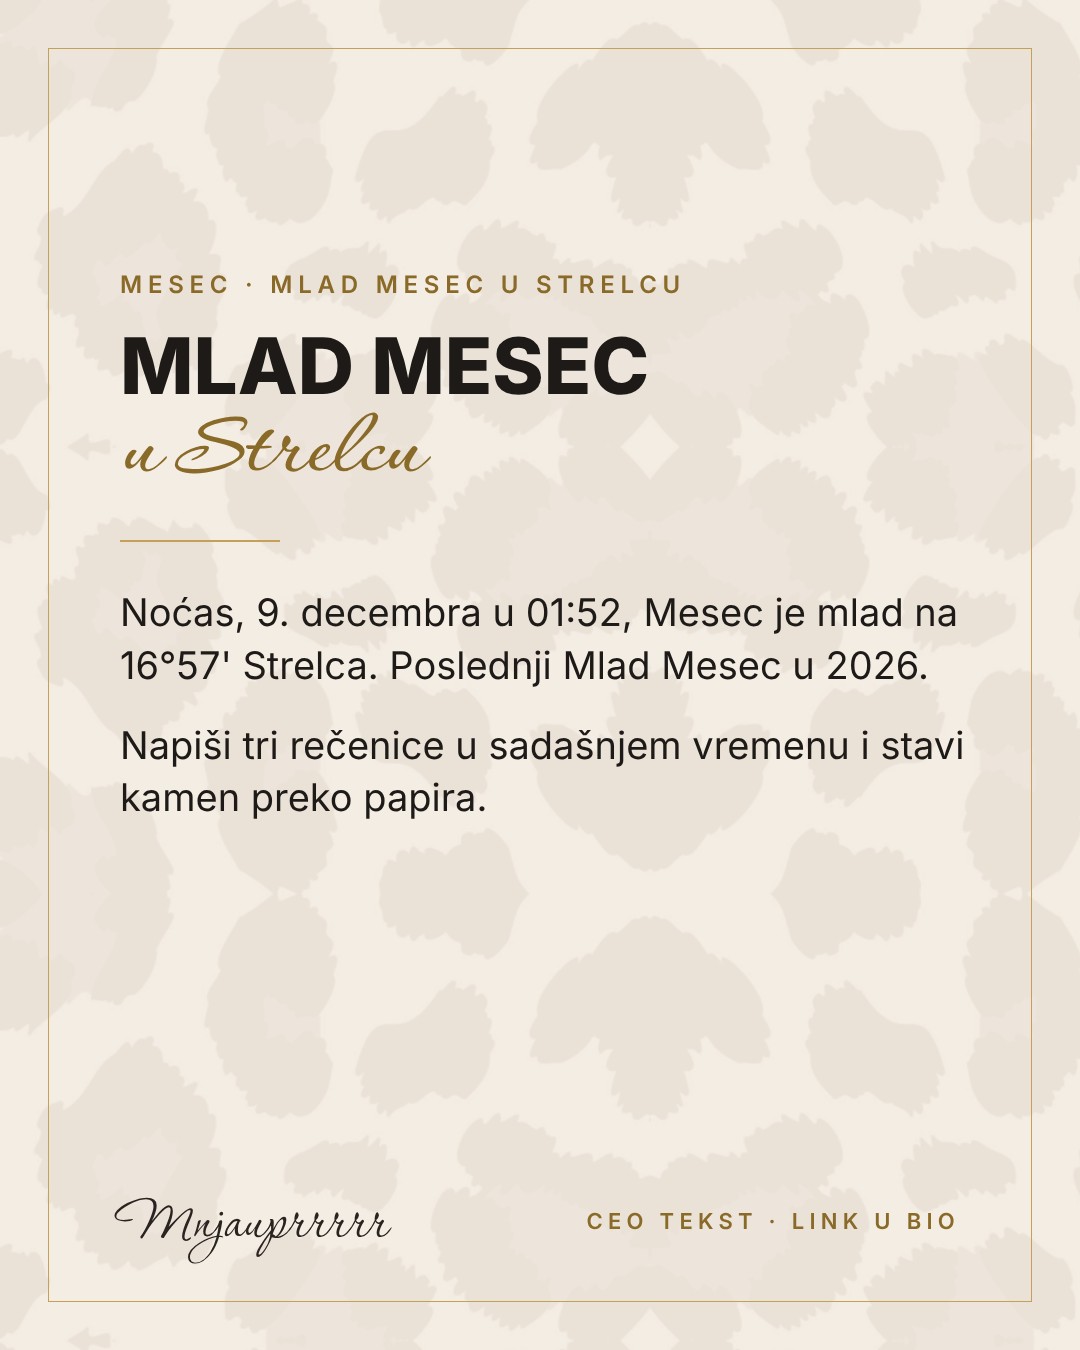 MESEC · MLAD MESEC U STRELCU
MLAD MESEC
u Strelcu
Noćas, 9. decembra u 01:52, Mesec je mlad na
16°57' Strelca. Poslednji Mlad Mesec u 2026.
Napiši tri rečenice u sadašnjem vremenu i stavi
kamen preko papira.
Mnjauprrrrr
CEO TEKST · LINK U BIO